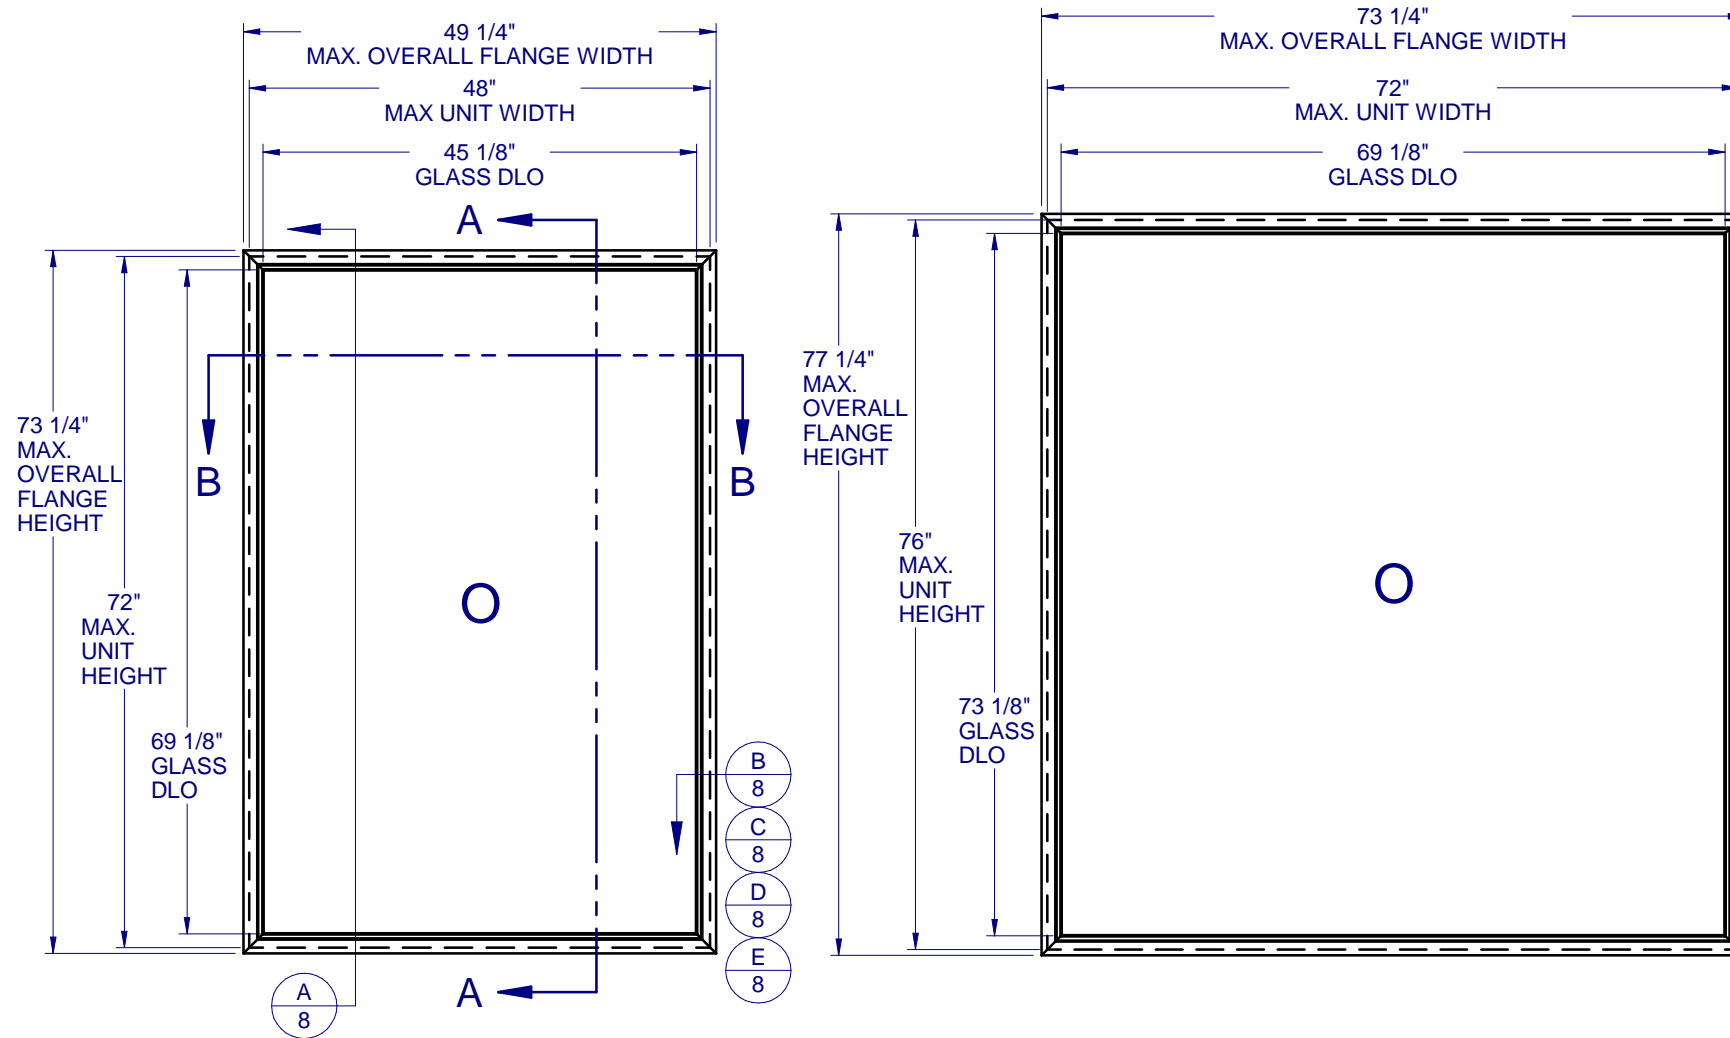 49 1/4"
MAX. OVERALL FLANGE WIDTH
48"
MAX UNIT WIDTH
45 1/8"
GLASS DLO
A
B
B
73 1/4"
MAX.
OVERALL
FLANGE
HEIGHT
72"
MAX.
UNIT
HEIGHT
69 1/8"
GLASS
DLO
O
B
8
C
8
D
8
E
8
A
8
A
73 1/4"
MAX. OVERALL FLANGE WIDTH
72"
MAX. UNIT WIDTH
69 1/8"
GLASS DLO
77 1/4"
MAX.
OVERALL
FLANGE
HEIGHT
76"
MAX.
UNIT
HEIGHT
73 1/8"
GLASS
DLO
O